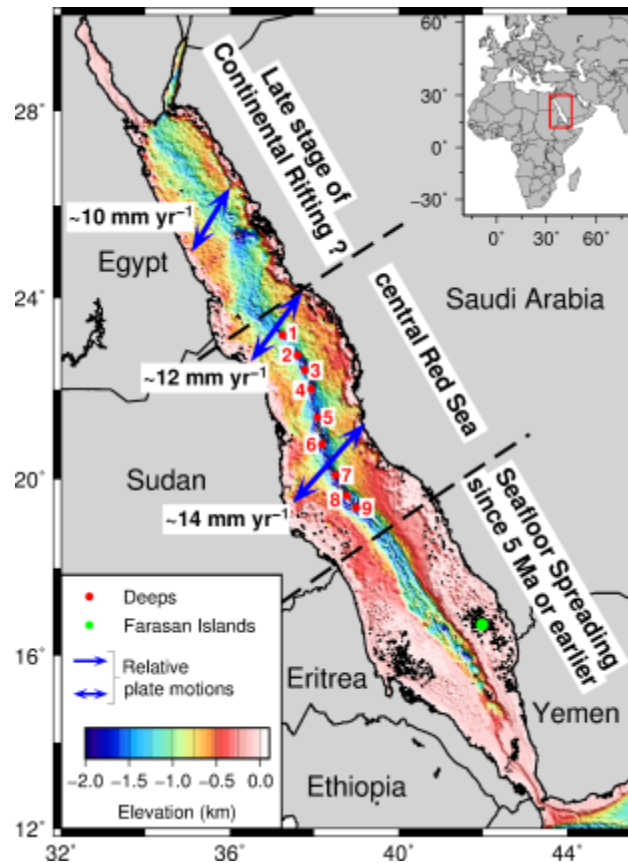 60°
30°
0°
−30°
0°
30°
60°
28°
24°
20°
16°
12°
32°
36°
40°
44°
Late stage of
Continental Rifting ?
~10 mm yr⁻¹
Egypt
Saudi Arabia
central Red Sea
~12 mm yr⁻¹
1
2
3
4
5
6
7
8
9
Sudan
~14 mm yr⁻¹
Seafloor Spreading
since 5 Ma or earlier
Deeps
Farasan Islands
Relative
plate motions
−2.0 −1.5 −1.0 −0.5 0.0
Elevation (km)
Eritrea
Yemen
Ethiopia